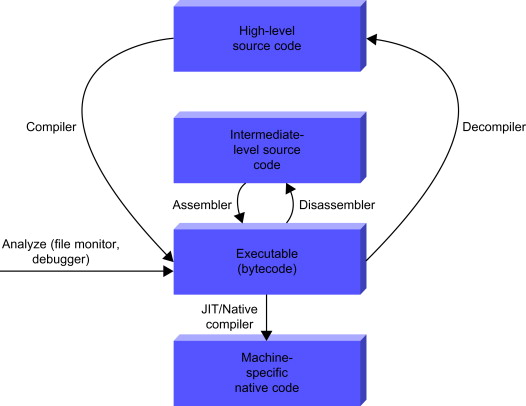 High-level
source code
Compiler
Decompiler
Intermediate-
level source
code
Assembler
Disassembler
Analyze (file monitor,
debugger)
Executable
(bytecode)
JIT/Native
compiler
Machine-
specific
native code